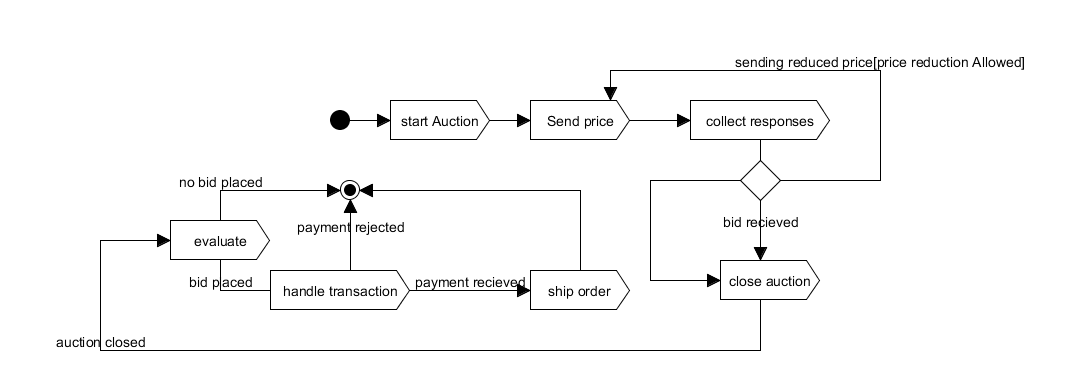 sending reduced price[price reduction Allowed]
start Auction
Send price
collect responses
no bid placed
payment rejected
bid recieved
evaluate
bid placed
handle transaction
payment recieved
ship order
close auction
auction closed